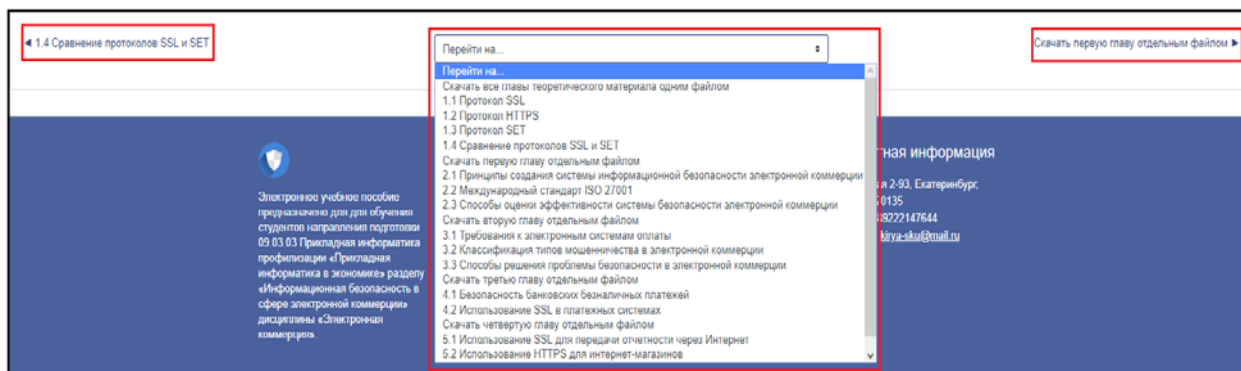 ◄ 1.4 Сравнение протоколов SSL и SET
Перейти на...
Скачать первую главу отдельным файлом ►
Перейти на...
Скачать все главы теоретического материала одним файлом
1.1 Протокол SSL
1.2 Протокол HTTPS
1.3 Протокол SET
1.4 Сравнение протоколов SSL и SET
Скачать первую главу отдельным файлом
2.1 Принципы создания системы информационной безопасности электронной коммерции
2.2 Международный стандарт ISO 27001
2.3 Способы оценки эффективности системы безопасности электронной коммерции
Скачать вторую главу отдельным файлом
3.1 Требования к электронным системам оплаты
3.2 Классификация типов мошенничества в электронной коммерции
3.3 Способы решения проблемы безопасности в электронной коммерции
Скачать третью главу отдельным файлом
4.1 Безопасность банковских безналичных платежей
4.2 Использование SSL в платежных системах
Скачать четвертую главу отдельным файлом
5.1 Использование SSL для передачи отчетности через Интернет
5.2 Использование HTTPS для интернет-магазинов
Электронное учебное пособие
предназначено для для обучения
студентов направления подготовки
09.03.03 Прикладная информатика
профилизации «Прикладная
информатика в экономике» разделу
«Информационная безопасность в
сфере электронной коммерции»
дисциплины «Электронная
коммерция».
тная информация
2-93, Екатеринбург,
0135
39222147644
kirya-sku@mail.ru